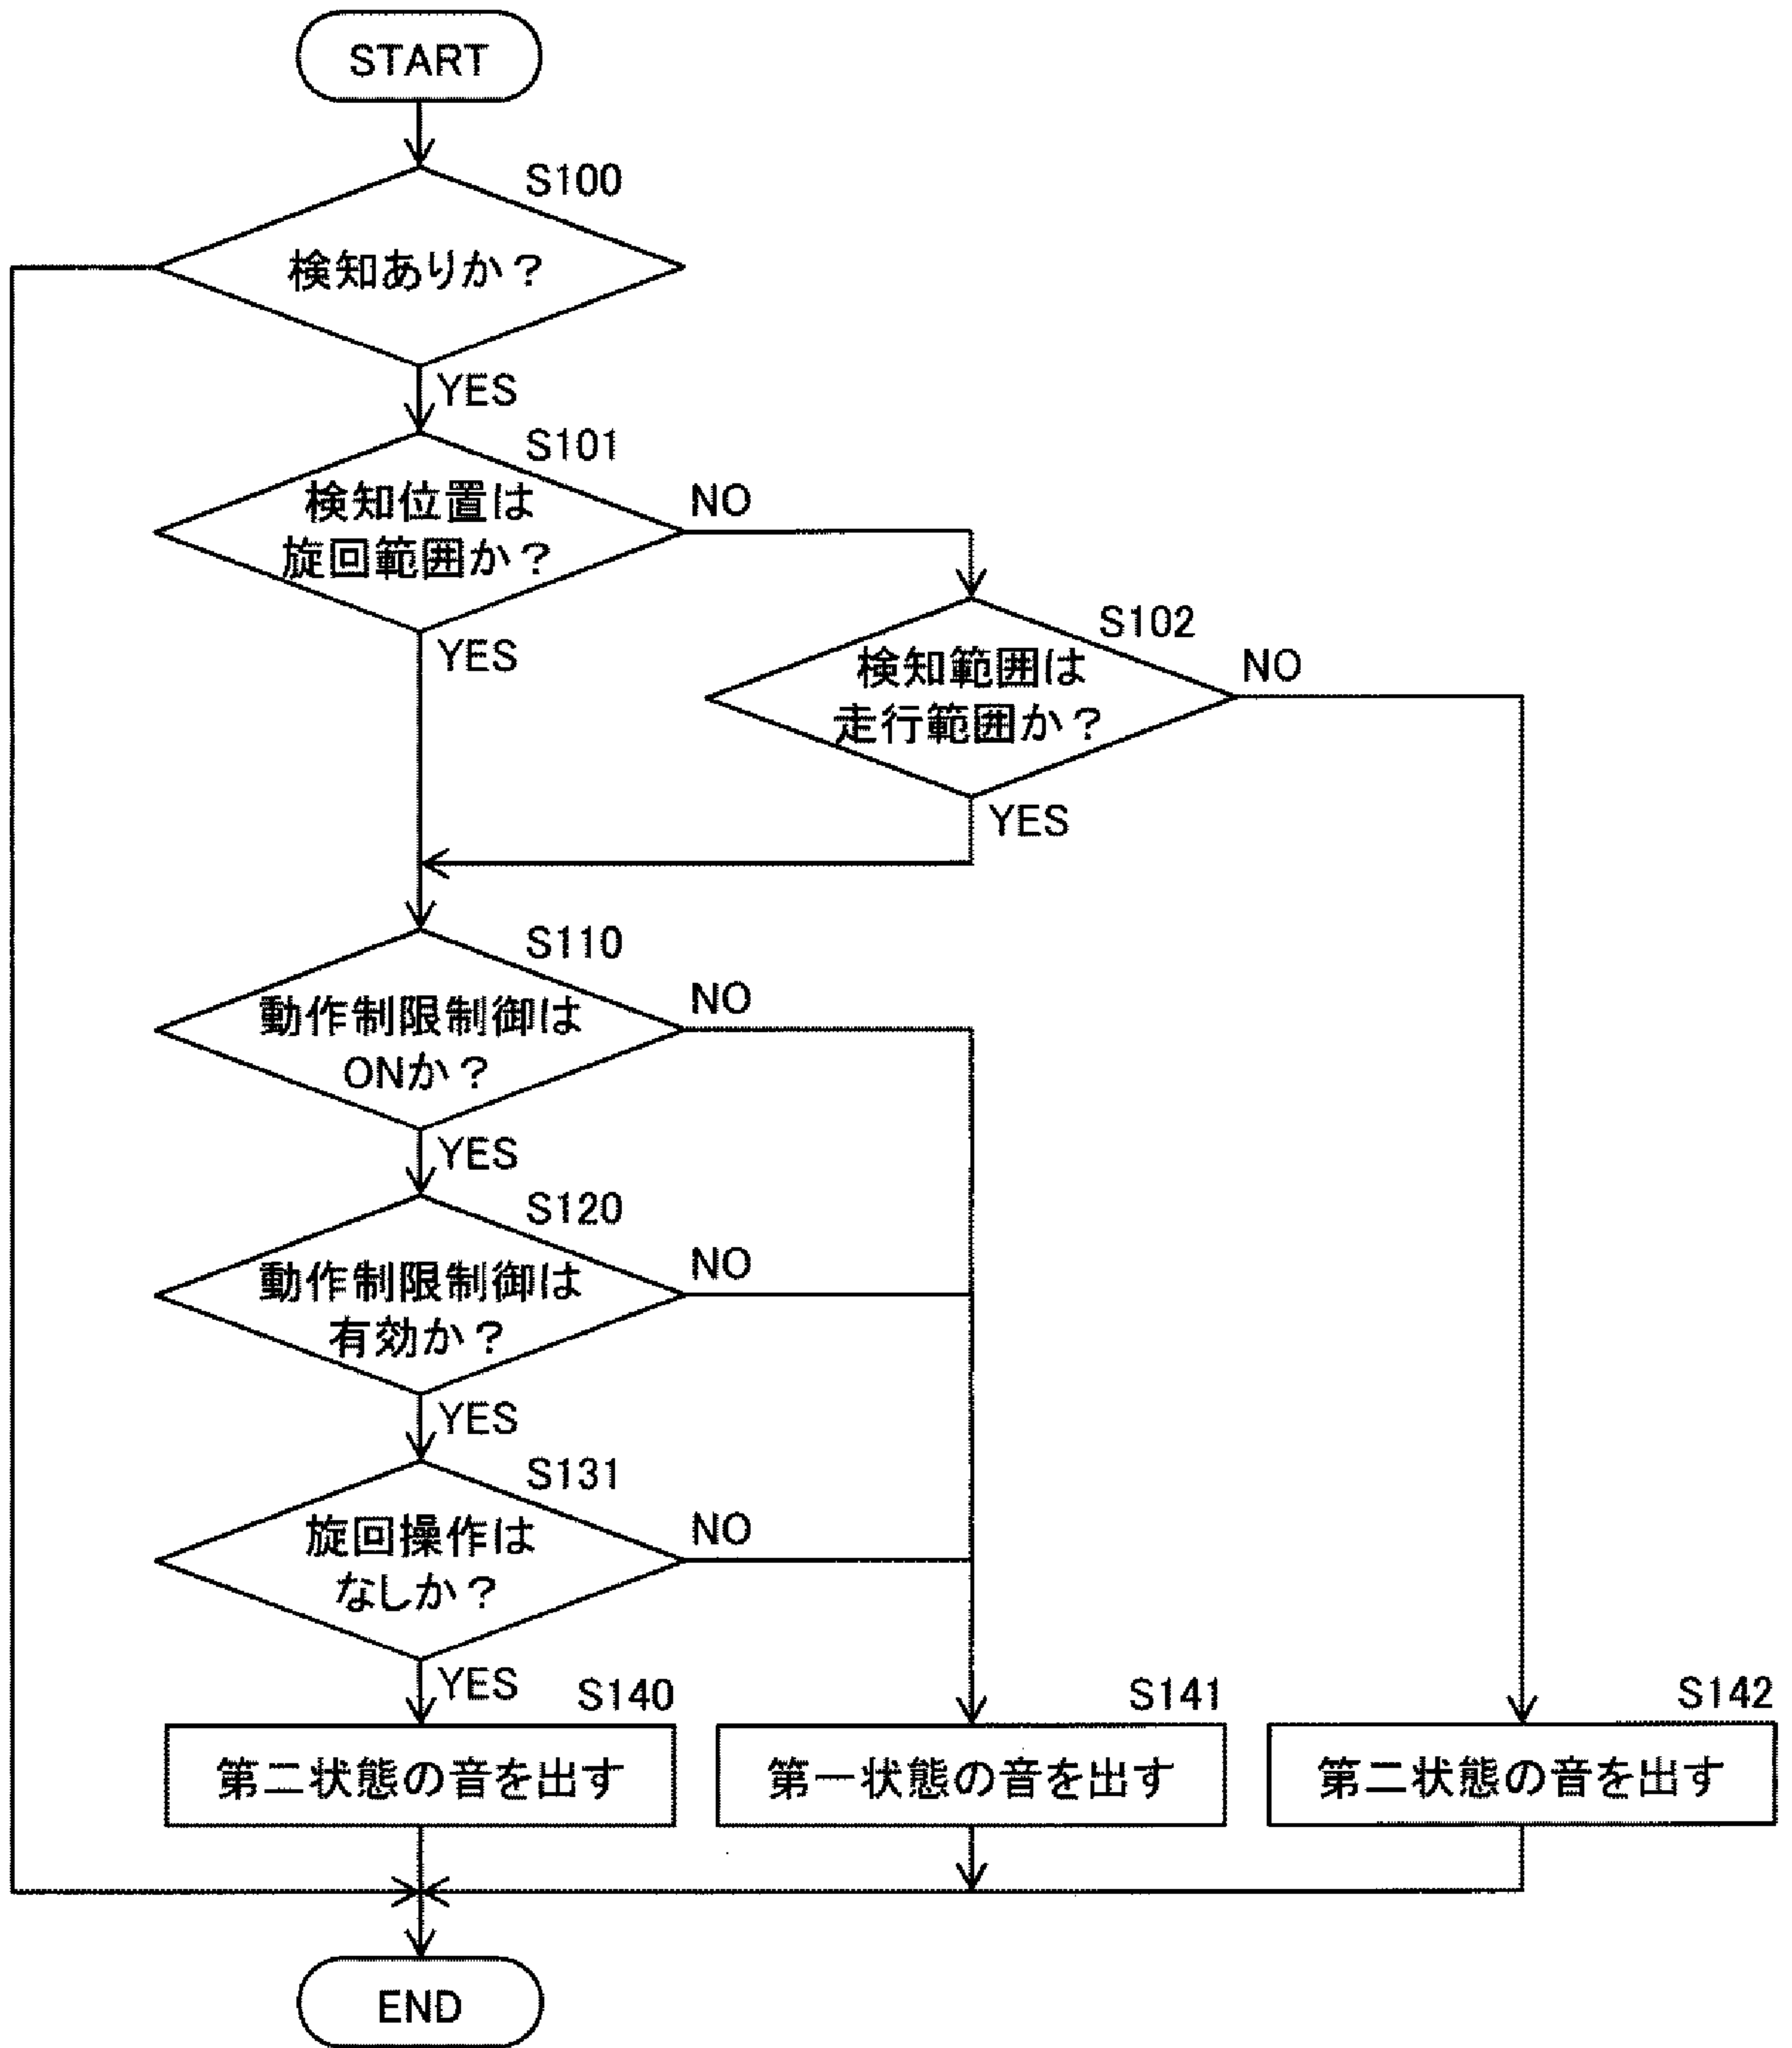 START
S100
検知ありか？
YES
S101
検知位置は
旋回範囲か？
NO
YES
S102
検知範囲は
走行範囲か？
NO
YES
S110
動作制限制御は
ONか？
NO
YES
S120
動作制限制御は
有効か？
NO
YES
S131
旋回操作は
なしか？
NO
YES
S140
第二状態の音を出す
S141
第一状態の音を出す
S142
第二状態の音を出す
END